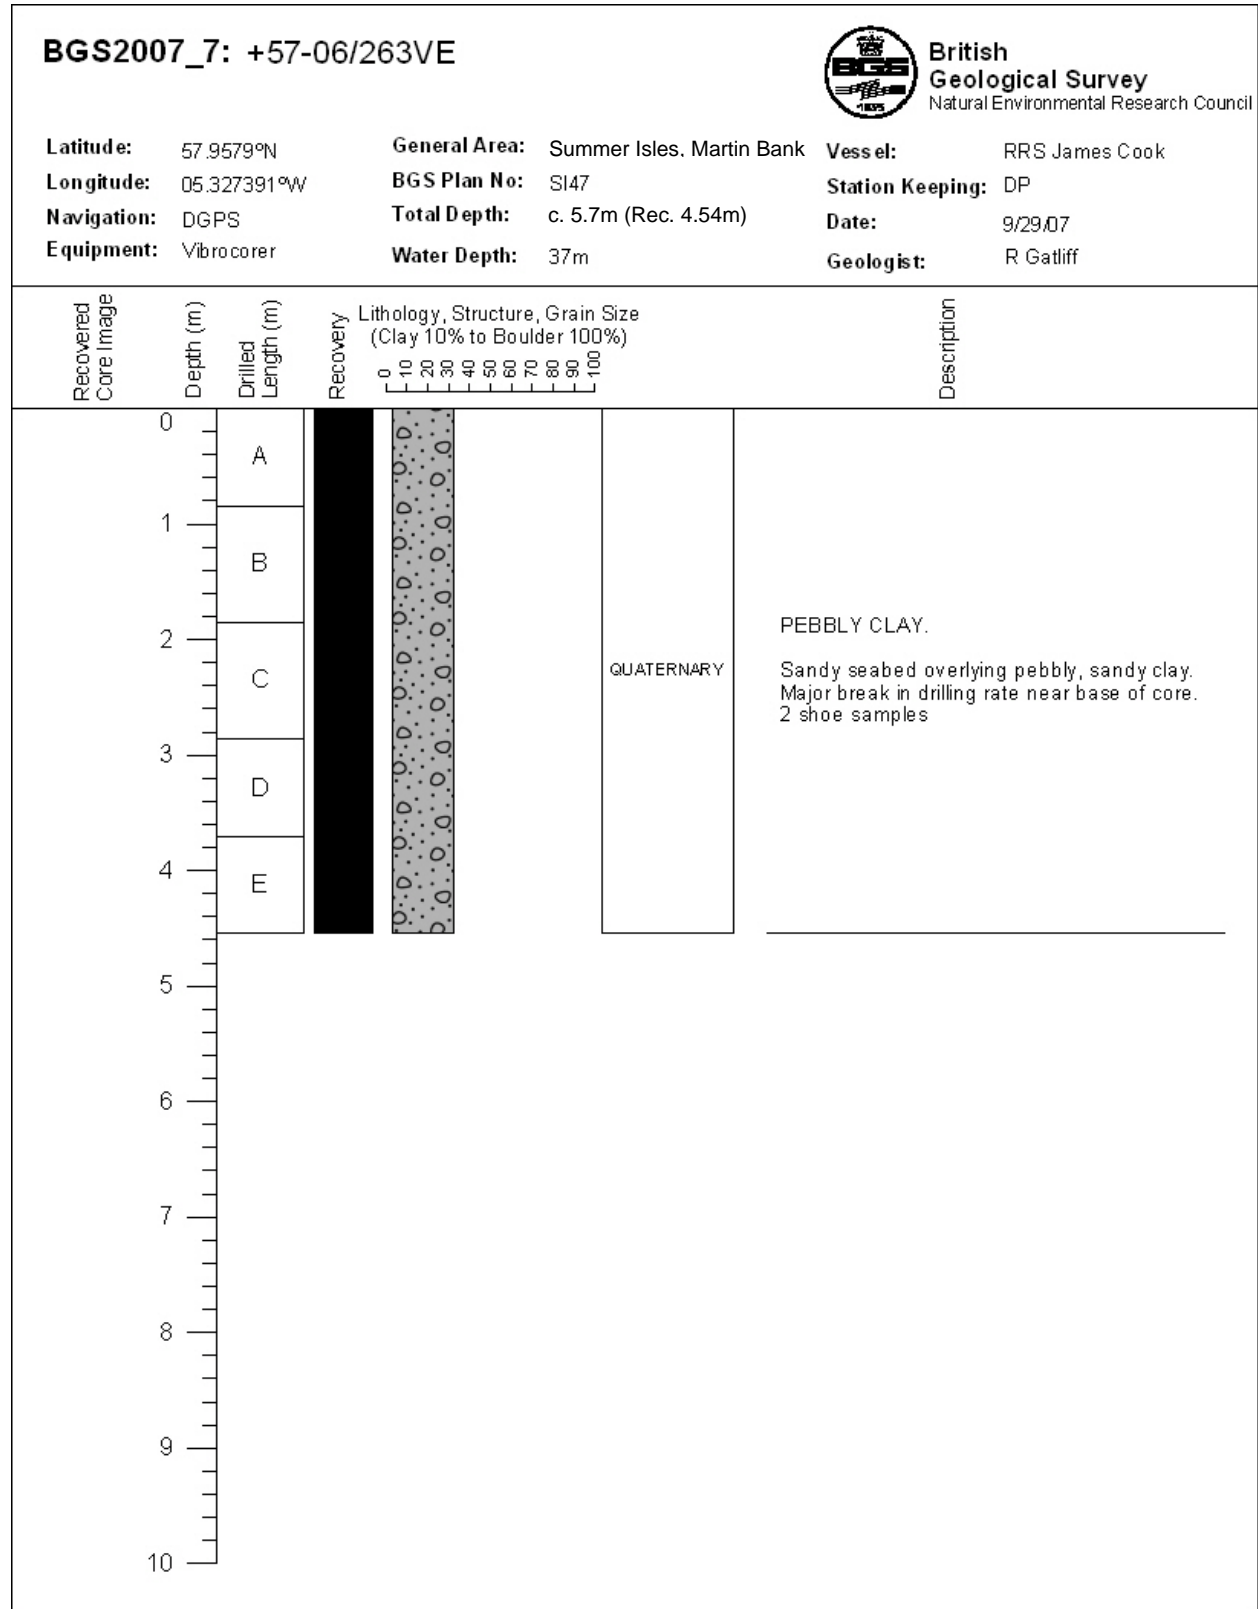 BGS2007_7: +57-06/263VE
BGS
1835
British
Geological Survey
Natural Environmental Research Council
Latitude: 57.9579ºN
Longitude: 05.327391ºW
Navigation: DGPS
Equipment: Vibrocorer
General Area: Summer Isles, Martin Bank
BGS Plan No: SI47
Total Depth: c. 5.7m (Rec. 4.54m)
Water Depth: 37m
Vessel: RRS James Cook
Station Keeping: DP
Date: 9/29/07
Geologist: R Gatliff
Recovered
Core Image
Depth (m)
Drilled
Length (m)
Recovery
Lithology, Structure, Grain Size
(Clay 10% to Boulder 100%)
0 10 20 30 40 50 60 70 80 90 100
Description
0
A
1
B
2
C
3
D
4
E
5
6
7
8
9
10
QUATERNARY
PEBBLY CLAY.
Sandy seabed overlying pebbly, sandy clay.
Major break in drilling rate near base of core.
2 shoe samples